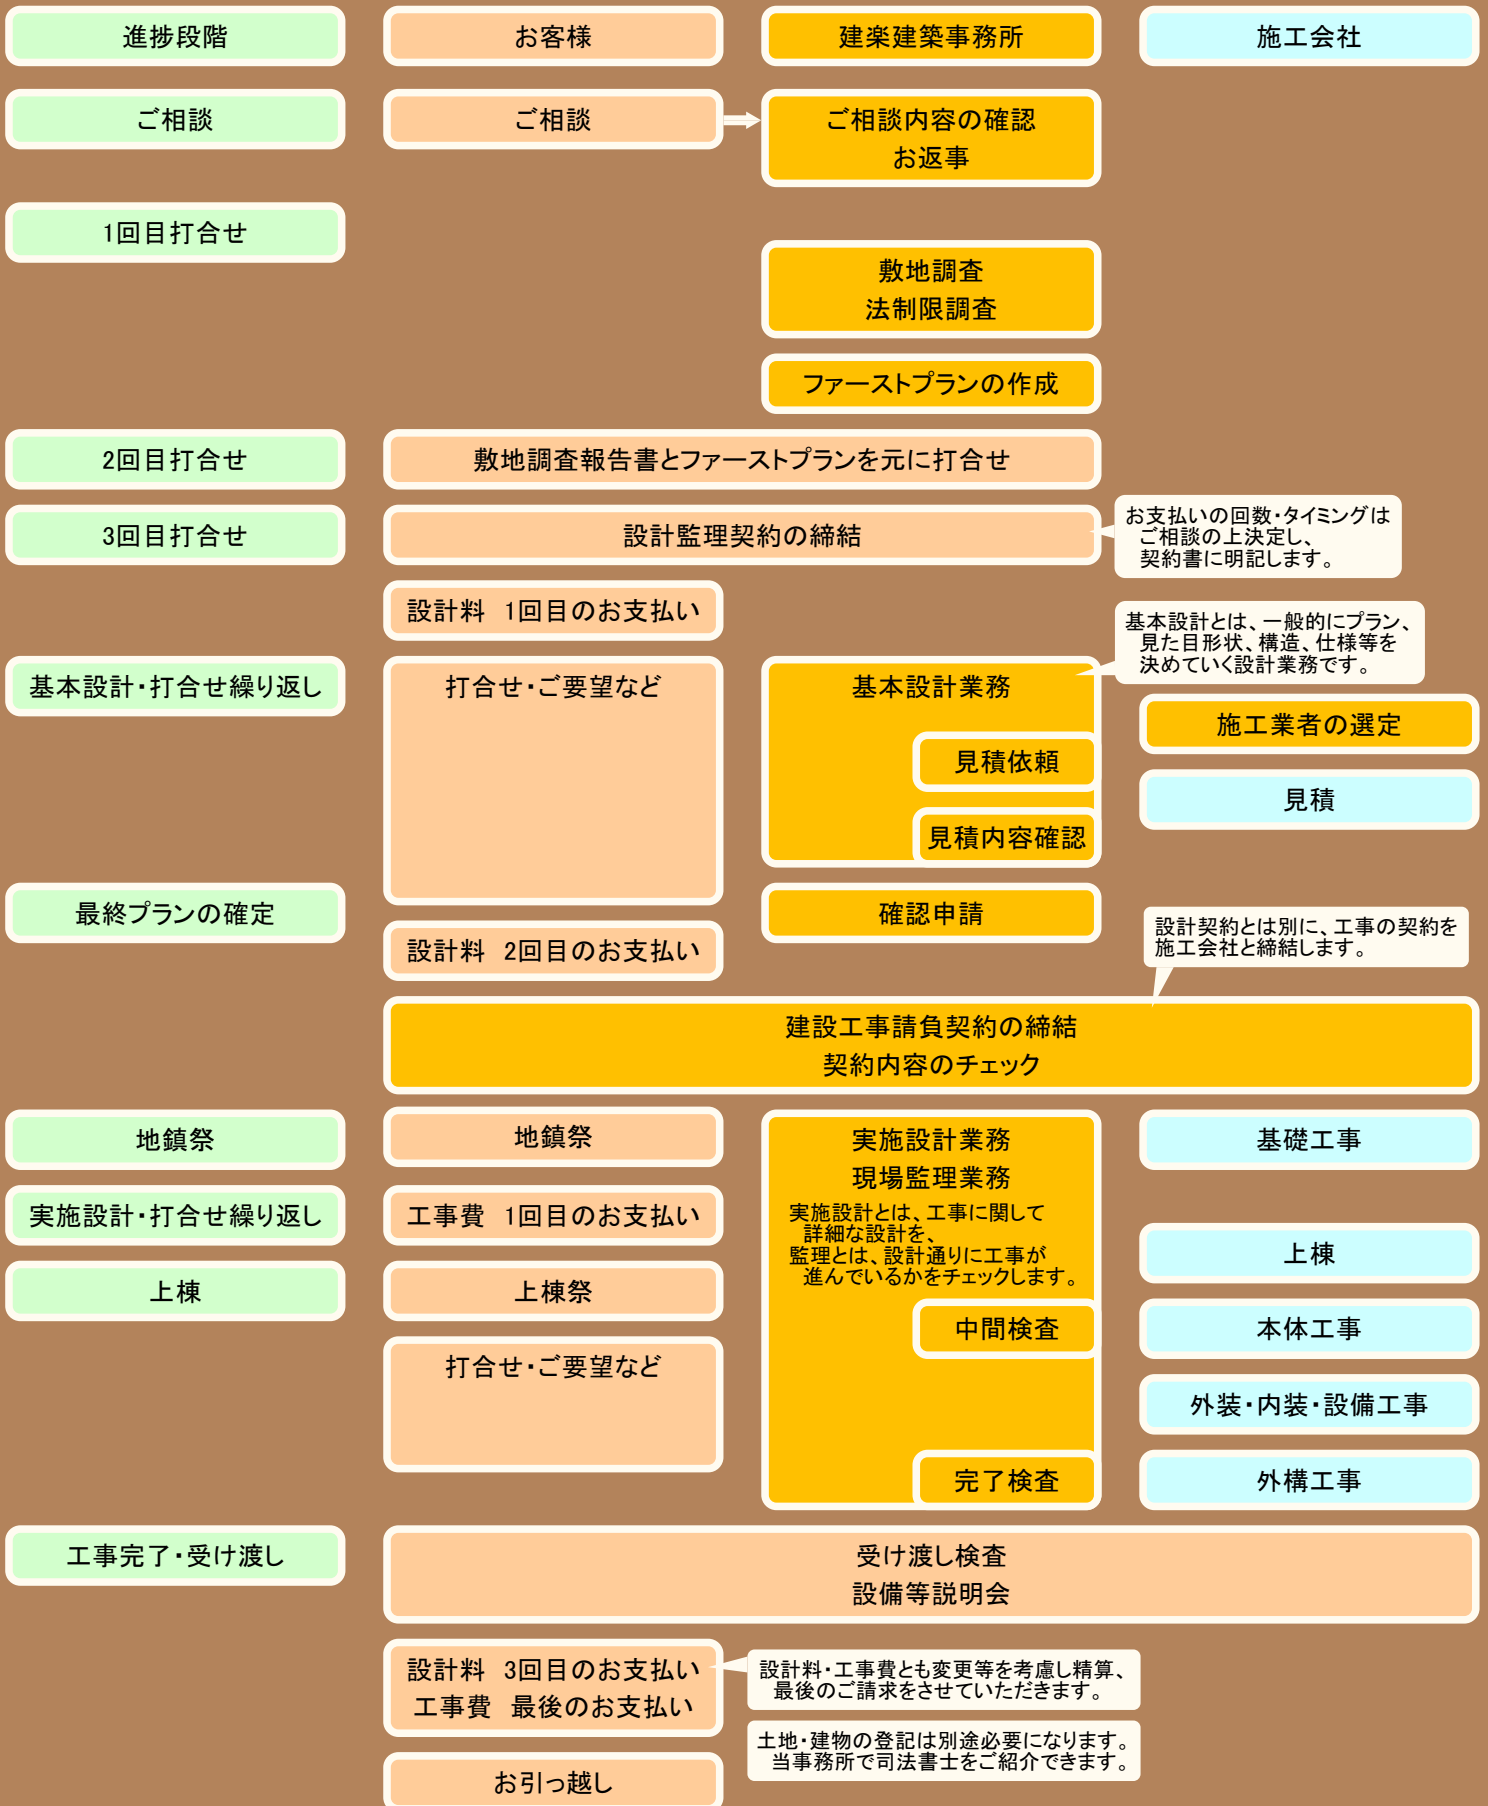 進捗段階
お客様
建楽建築事務所
施工会社
ご相談
ご相談
ご相談内容の確認
お返事
1回目打合せ
敷地調査
法制限調査
ファーストプランの作成
2回目打合せ
敷地調査報告書とファーストプランを元に打合せ
3回目打合せ
設計監理契約の締結
お支払いの回数・タイミングは
ご相談の上決定し、
契約書に明記します。
設計料 1回目のお支払い
基本設計とは、一般的にプラン、
見た目形状、構造、仕様等を
決めていく設計業務です。
基本設計・打合せ繰り返し
打合せ・ご要望など
基本設計業務
施工業者の選定
見積依頼
見積
見積内容確認
最終プランの確定
確認申請
設計料 2回目のお支払い
設計契約とは別に、工事の契約を
施工会社と締結します。
建設工事請負契約の締結
契約内容のチェック
地鎮祭
地鎮祭
実施設計業務
現場監理業務
実施設計とは、工事に関して
詳細な設計を、
監理とは、設計通りに工事が
進んでいるかをチェックします。
基礎工事
実施設計・打合せ繰り返し
工事費 1回目のお支払い
上棟
上棟
上棟祭
中間検査
本体工事
打合せ・ご要望など
外装・内装・設備工事
完了検査
外構工事
工事完了・受け渡し
受け渡し検査
設備等説明会
設計料 3回目のお支払い
工事費 最後のお支払い
設計料・工事費とも変更等を考慮し精算、
最後のご請求をさせていただきます。
土地・建物の登記は別途必要になります。
当事務所で司法書士をご紹介できます。
お引っ越し